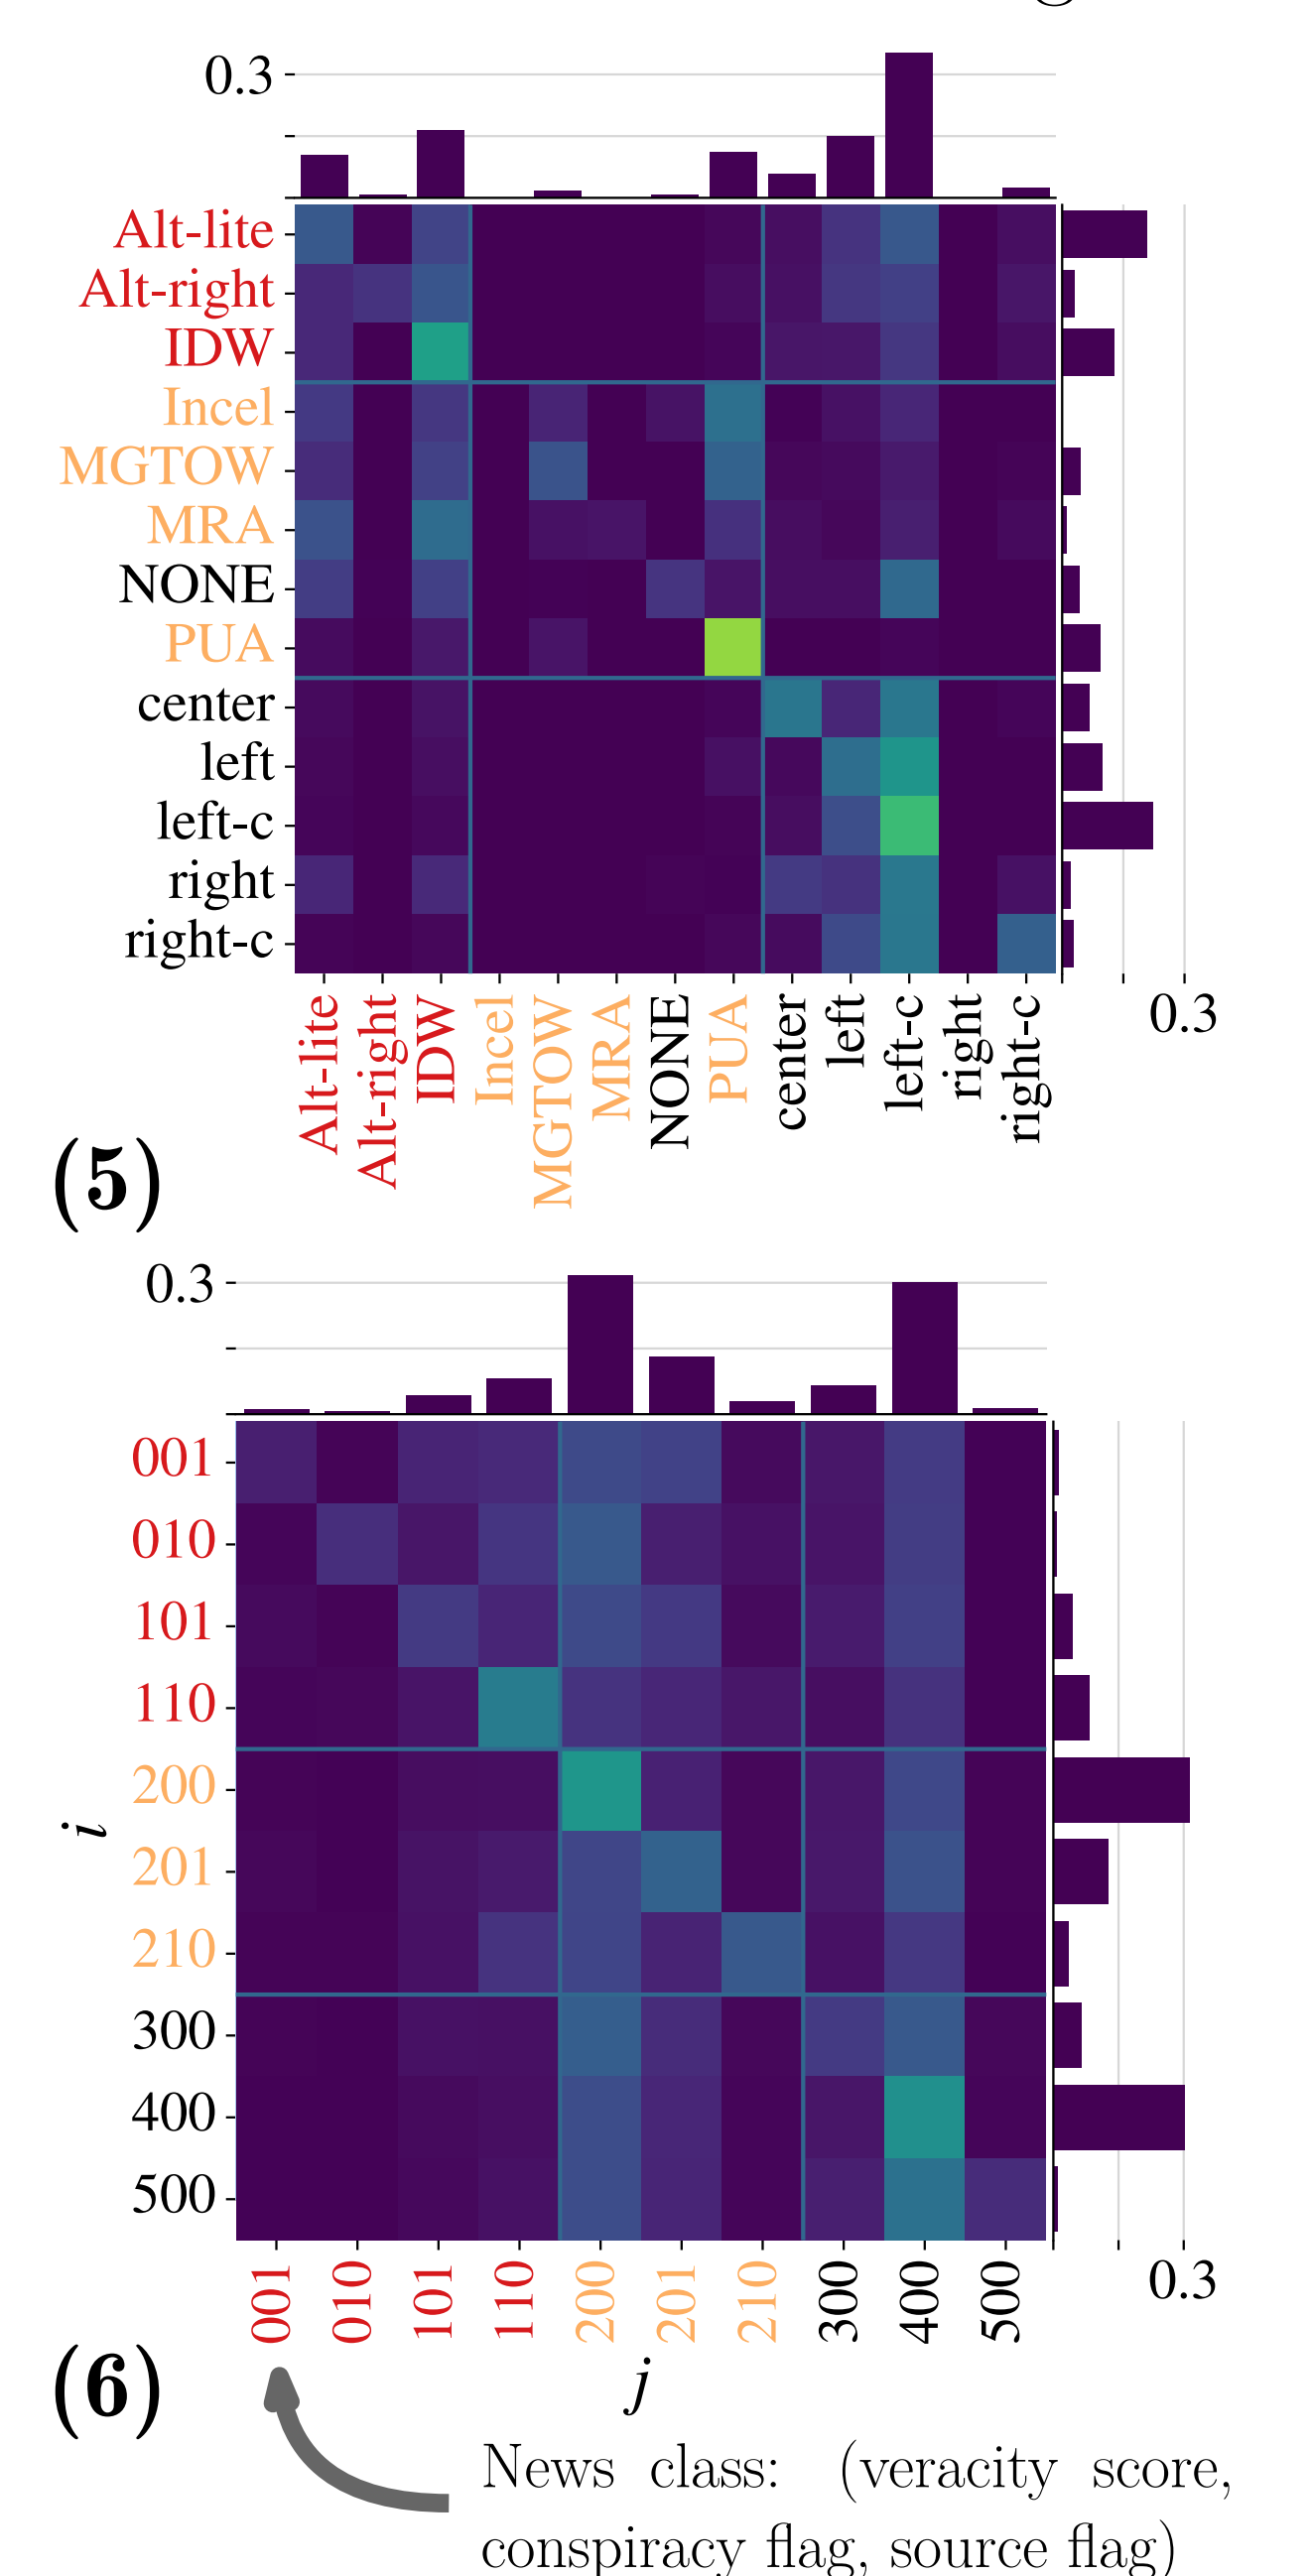 0.3
Alt-lite
Alt-right
IDW
Incel
MGTOW
MRA
NONE
PUA
center
left
left-c
right
right-c
0.3
Alt-lite
Alt-right
IDW
Incel
MGTOW
MRA
NONE
PUA
center
left
left-c
right
right-c
(5)
0.3
001
010
101
110
200
201
210
300
400
500
i
0.3
001
010
101
110
200
201
210
300
400
500
j
(6)
News class: (veracity score,
conspiracy flag, source flag)